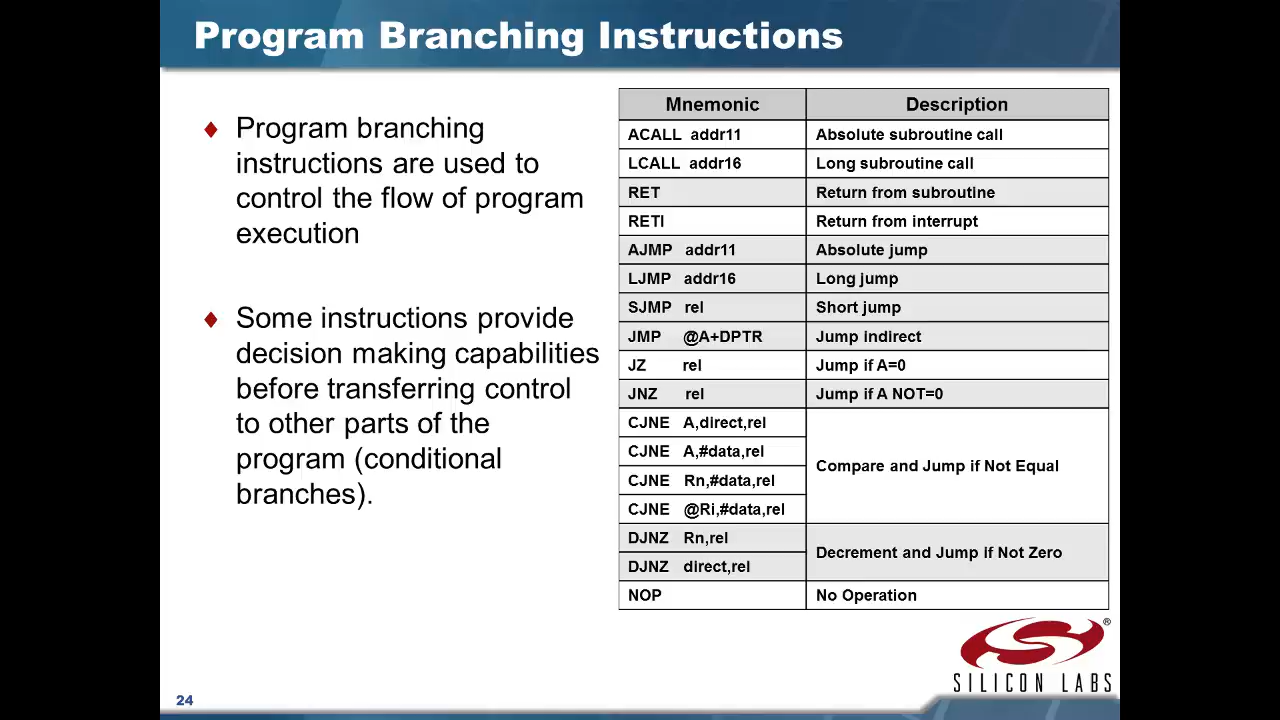 Program Branching Instructions
♦ Program branching
instructions are used to
control the flow of program
execution
♦ Some instructions provide
decision making capabilities
before transferring control
to other parts of the
program (conditional
branches).
Mnemonic Description
ACALL addr11 Absolute subroutine call
LCALL addr16 Long subroutine call
RET Return from subroutine
RETI Return from interrupt
AJMP addr11 Absolute jump
LJMP addr16 Long jump
SJMP rel Short jump
JMP @A+DPTR Jump indirect
JZ rel Jump if A=0
JNZ rel Jump if A NOT=0
CJNE A,direct,rel
CJNE A,#data,rel
Compare and Jump if Not Equal
CJNE Rn,#data,rel
CJNE @Ri,#data,rel
DJNZ Rn,rel
Decrement and Jump if Not Zero
DJNZ direct,rel
NOP No Operation
®
SILICON LABS
24